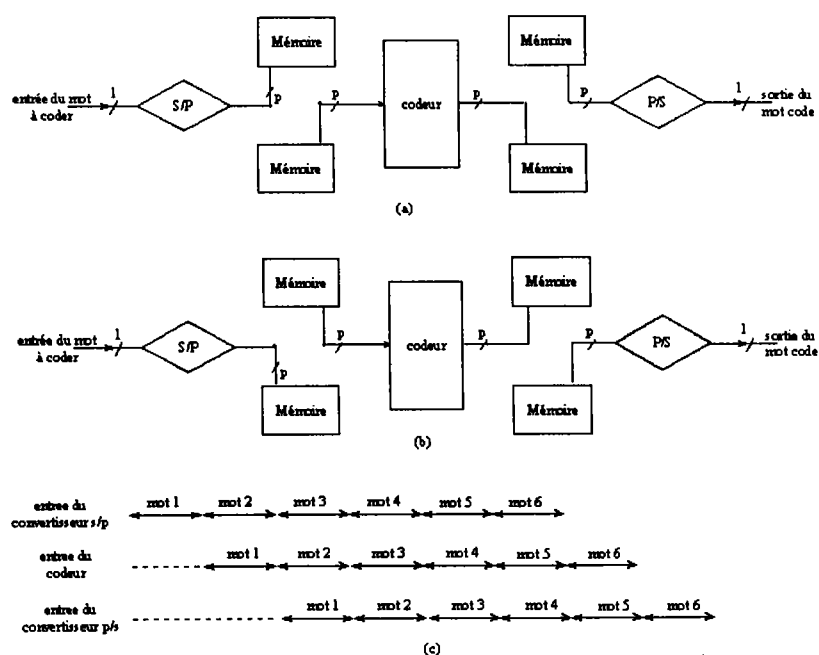 Mémoire
Mémoire
entrée du mot
à coder
1
S/P
p
p
codeur
p
p
P/S
1
sortie du
mot code
Mémoire
Mémoire
(a)
Mémoire
Mémoire
entrée du mot
à coder
1
S/P
p
p
codeur
p
p
P/S
1
sortie du
mot code
Mémoire
Mémoire
(b)
entree du
convertisseur s/p
mot 1
mot 2
mot 3
mot 4
mot 5
mot 6
entree du
codeur
mot 1
mot 2
mot 3
mot 4
mot 5
mot 6
entree du
convertisseur p/s
mot 1
mot 2
mot 3
mot 4
mot 5
mot 6
(c)